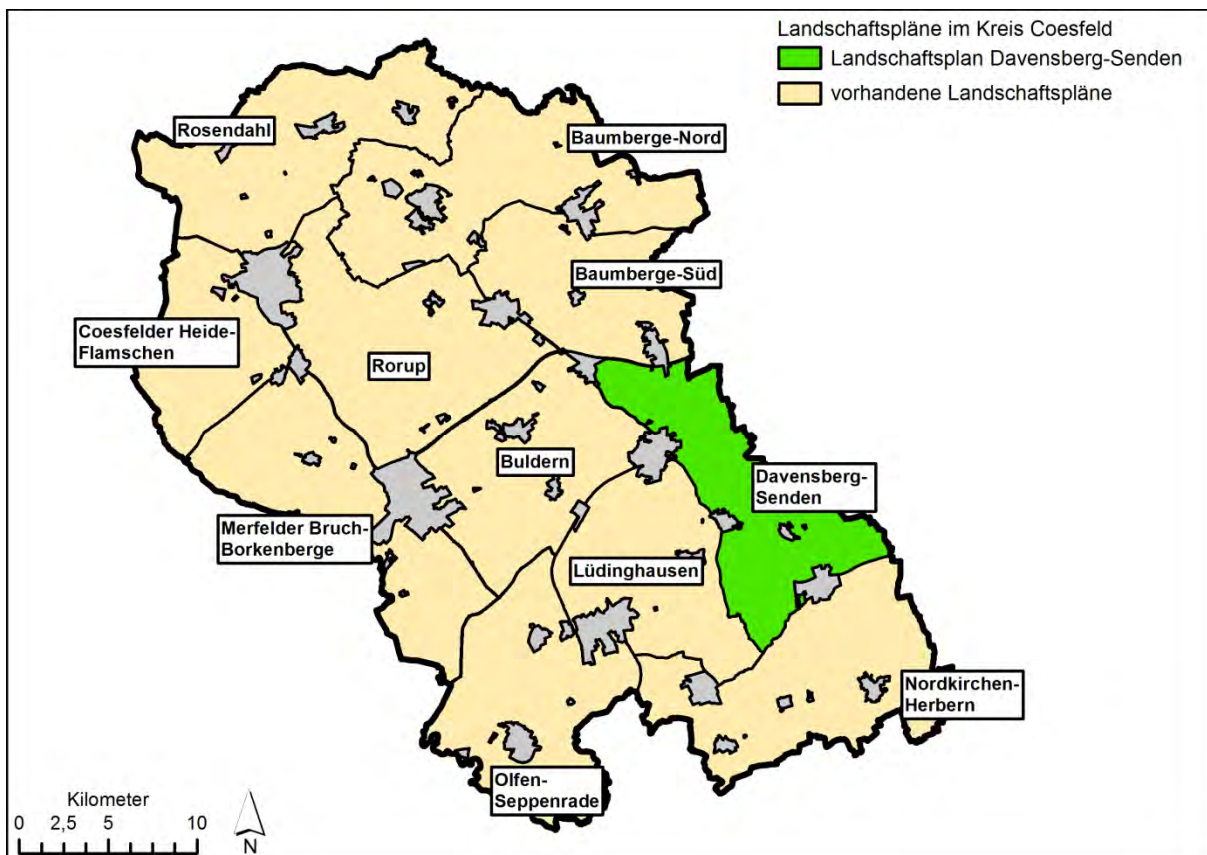 Landschaftspläne im Kreis Coesfeld
Landschaftsplan Davensberg-Senden
vorhandene Landschaftspläne
Rosendahl
Baumberge-Nord
Baumberge-Süd
Coesfelder Heide-
Flamschen
Rorup
Buldern
Davensberg-
Senden
Merfelder Bruch-
Borkenberge
Lüdinghausen
Nordkirchen-
Herbern
Olfen-
Seppenrade
Kilometer
0 2,5 5 10
N